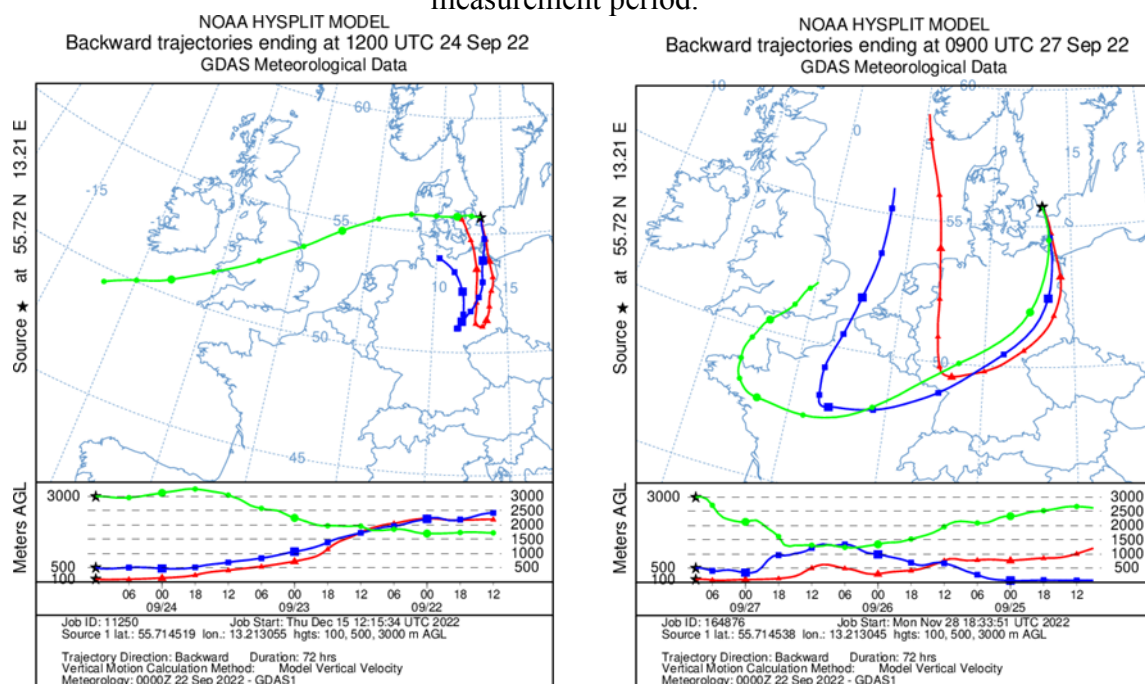 measurement period.
NOAA HYSPLIT MODEL
Backward trajectories ending at 1200 UTC 24 Sep 22
GDAS Meteorological Data
Source ★ at 55.72 N 13.21 E
60
-15
-10
55
10
15
50
45
Meters AGL
3000
500
100
3000
2500
2000
1500
1000
500
06 00 18 12 06 00 18 12 06 00 18 12
09/24 09/23 09/22
Job ID: 11250 Job Start: Thu Dec 15 12:15:34 UTC 2022
Source 1 lat.: 55.714519 lon.: 13.213055 hgts: 100, 500, 3000 m AGL
Trajectory Direction: Backward Duration: 72 hrs
Vertical Motion Calculation Method: Model Vertical Velocity
Meteorology: 0000Z 22 Sep 2022 - GDAS1
NOAA HYSPLIT MODEL
Backward trajectories ending at 0900 UTC 27 Sep 22
GDAS Meteorological Data
Source ★ at 55.72 N 13.21 E
10
60
0
5
15
55
50
Meters AGL
3000
500
100
3000
2500
2000
1500
1000
500
06 00 18 12 06 00 18 12 06 00 18 12
09/27 09/26 09/25
Job ID: 164876 Job Start: Mon Nov 28 18:33:51 UTC 2022
Source 1 lat.: 55.714538 lon.: 13.213045 hgts: 100, 500, 3000 m AGL
Trajectory Direction: Backward Duration: 72 hrs
Vertical Motion Calculation Method: Model Vertical Velocity
Meteorology: 0000Z 22 Sep 2022 - GDAS1